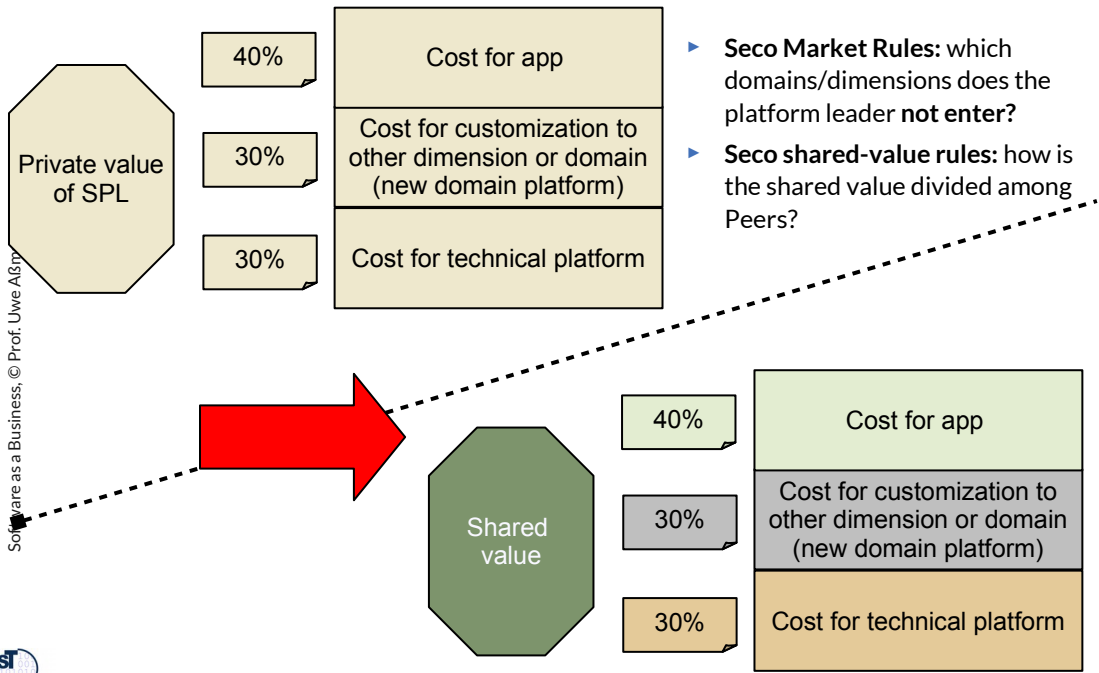 40%
Cost for app
Private value
of SPL
30%
Cost for customization to
other dimension or domain
(new domain platform)
30%
Cost for technical platform
▶ Seco Market Rules: which
domains/dimensions does the
platform leader not enter?
▶ Seco shared-value rules: how is
the shared value divided among
Peers?
Software as a Business, © Prof. Uwe Aßm
40%
Cost for app
Shared
value
30%
Cost for customization to
other dimension or domain
(new domain platform)
30%
Cost for technical platform